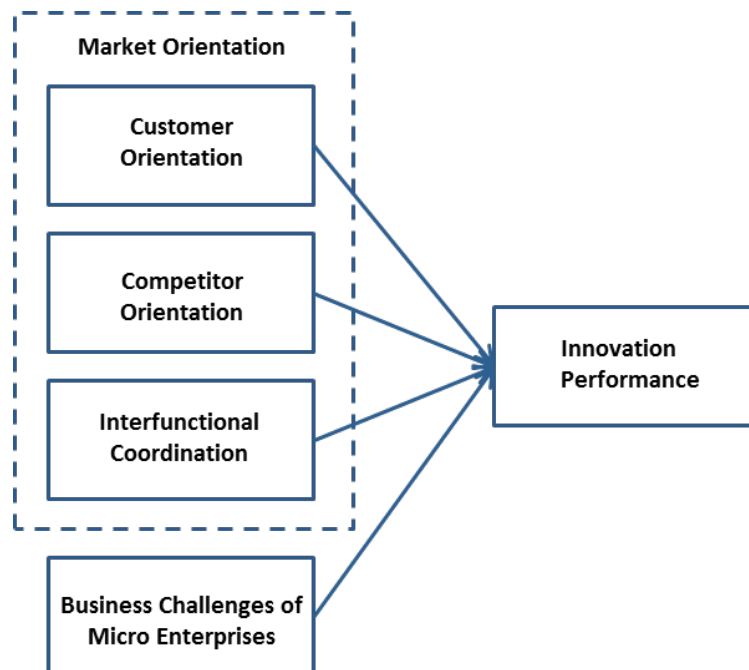 Market Orientation
Customer
Orientation
Competitor
Orientation
Interfunctional
Coordination
Innovation
Performance
Business Challenges of
Micro Enterprises